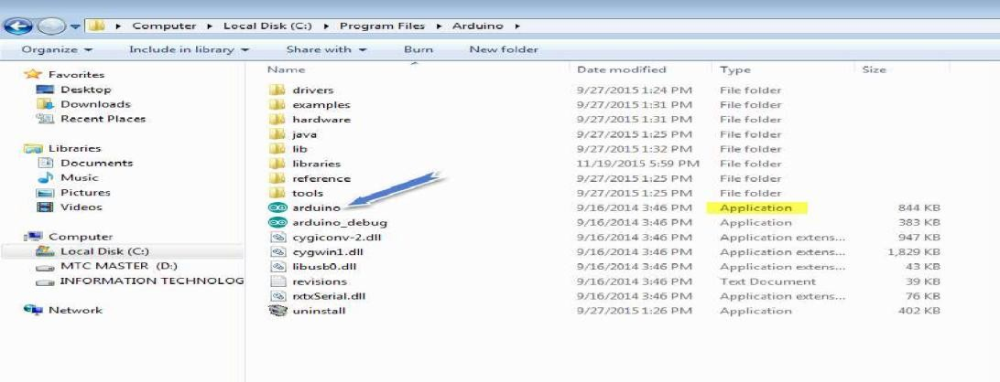 Computer Local Disk (C:) Program Files Arduino
Organize Include in library Share with Burn New folder
Favorites
Desktop
Downloads
Recent Places
Libraries
Documents
Music
Pictures
Videos
Computer
Local Disk (C:)
MTC MASTER (D:)
INFORMATION TECHNOLOG
Network
Name Date modified Type Size
drivers 9/27/2015 1:24 PM File folder
examples 9/27/2015 1:31 PM File folder
hardware 9/27/2015 1:31 PM File folder
java 9/27/2015 1:25 PM File folder
lib 9/27/2015 1:32 PM File folder
libraries 11/19/2015 5:59 PM File folder
reference 9/27/2015 1:25 PM File folder
tools 9/27/2015 1:25 PM File folder
arduino 9/16/2014 3:46 PM Application 844 KB
arduino_debug 9/16/2014 3:46 PM Application 383 KB
cygiconv-2.dll 9/16/2014 3:46 PM Application extens... 947 KB
cygwin1.dll 9/16/2014 3:46 PM Application extens... 1,829 KB
libusb0.dll 9/16/2014 3:46 PM Application extens... 43 KB
revisions 9/16/2014 3:46 PM Text Document 39 KB
rxtxSerial.dll 9/16/2014 3:46 PM Application extens... 76 KB
uninstall 9/27/2015 1:26 PM Application 402 KB